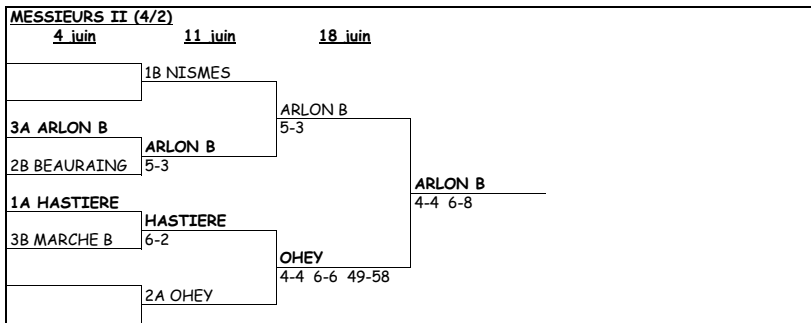 MESSIEURS II (4/2)
4 juin 11 juin 18 juin
1B NISMES
ARLON B
5-3
3A ARLON B
ARLON B
2B BEAURAING 5-3
ARLON B
4-4 6-8
1A HASTIERE
HASTIERE
3B MARCHE B 6-2
OHEY
4-4 6-6 49-58
2A OHEY